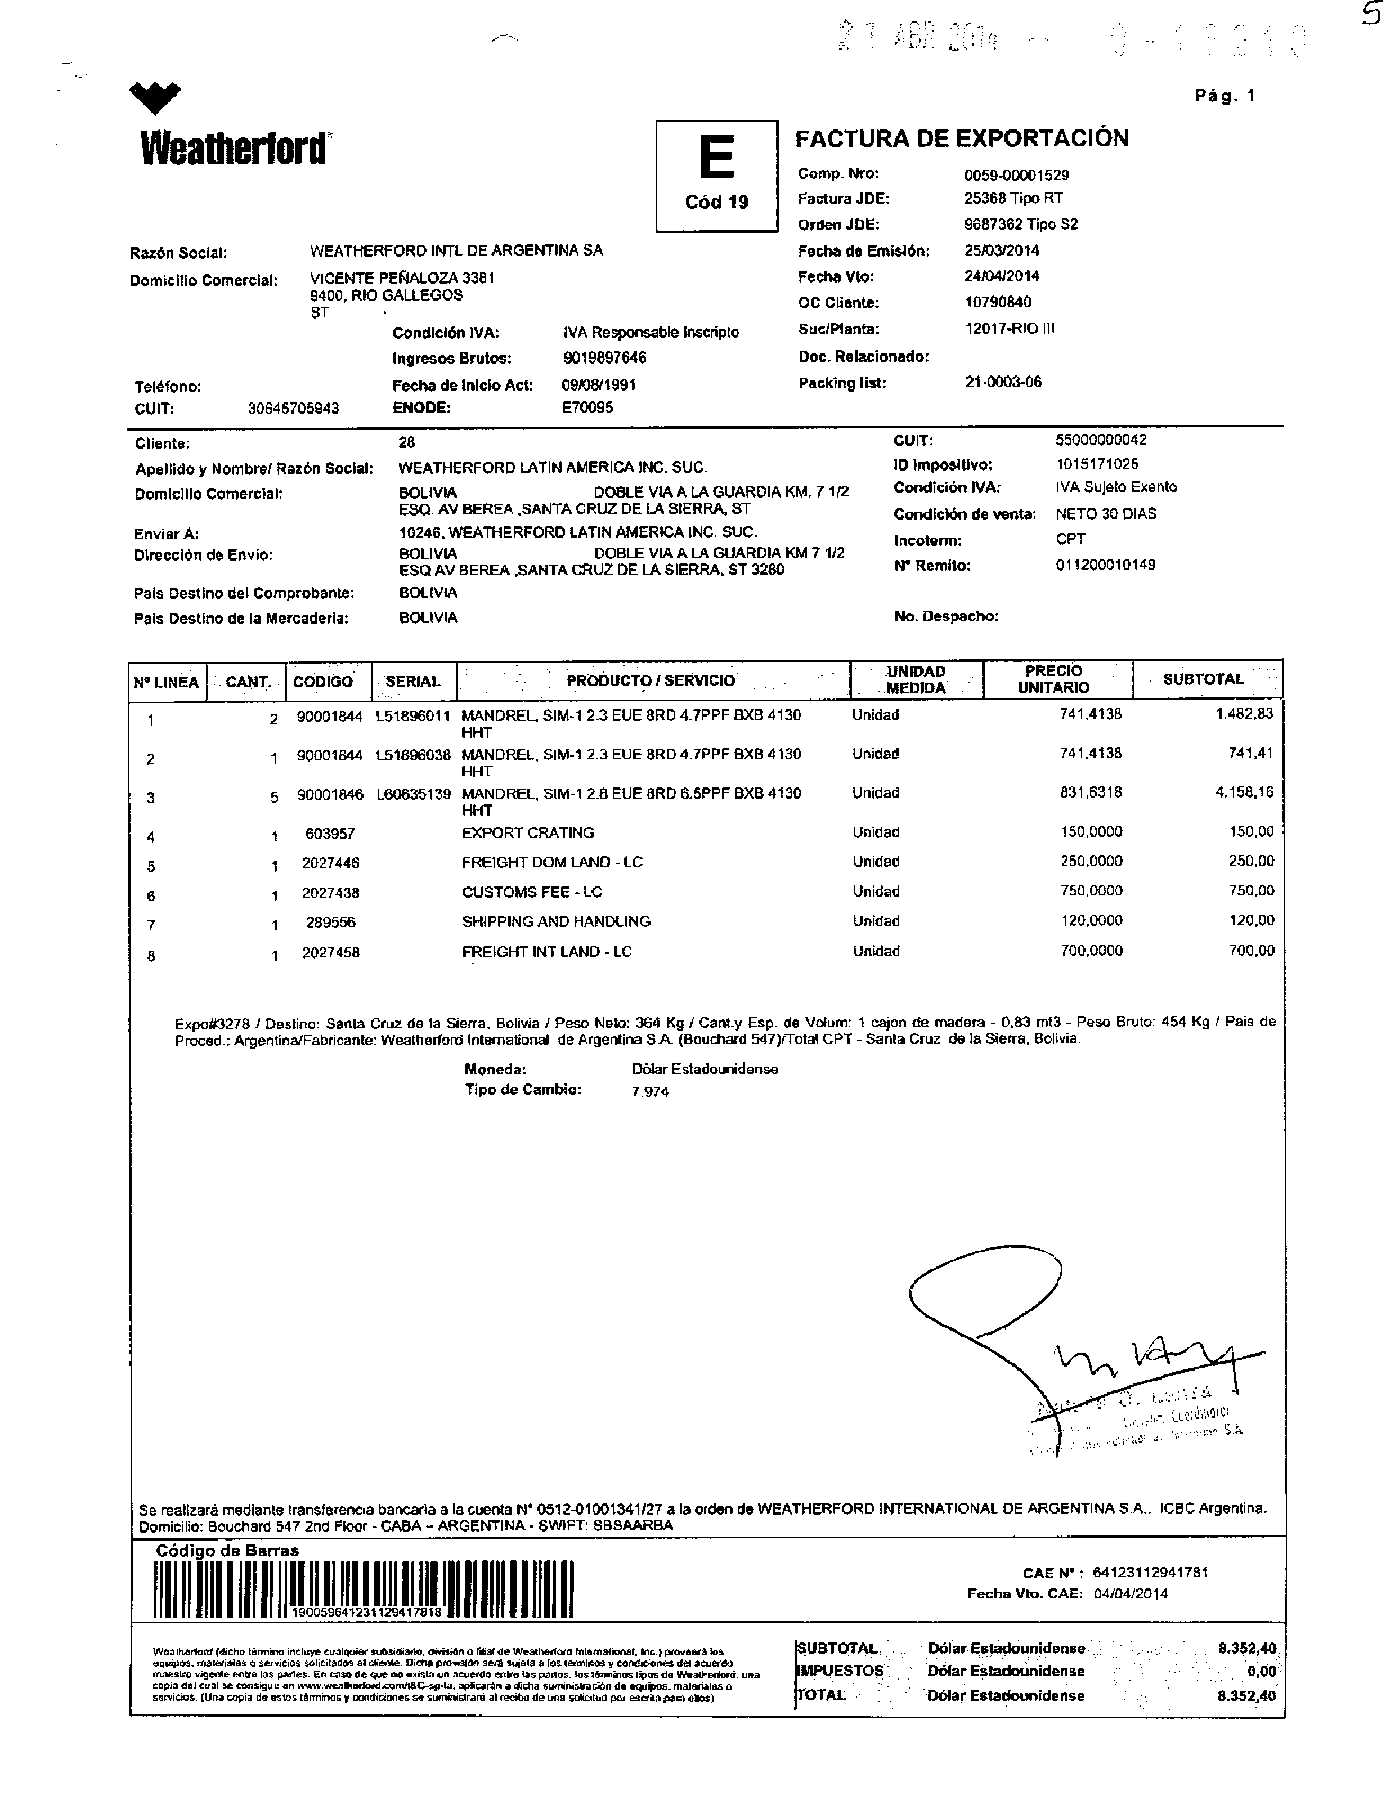 5
21 ABR 2014
Pág. 1
Weatherford
E
Cód 19
FACTURA DE EXPORTACIÓN
Comp. Nro: 0059-00001529
Factura JDE: 25368 Tipo RT
Orden JDE: 9687362 Tipo S2
Razón Social: WEATHERFORD INTL DE ARGENTINA SA
Fecha de Emisión: 25/03/2014
Domicilio Comercial: VICENTE PEÑALOZA 3381
Fecha Vto: 24/04/2014
9400, RIO GALLEGOS
ST
OC Cliente: 10790840
Condición IVA: IVA Responsable Inscripto
Suc/Planta: 12017-RIO III
Ingresos Brutos: 9019897646
Doc. Relacionado:
Teléfono:
Fecha de Inicio Act: 09/08/1991
Packing list: 21-0003-06
CUIT: 30646705943
ENODE: E70095
Cliente: 28
CUIT: 55000000042
Apellido y Nombre/ Razón Social: WEATHERFORD LATIN AMERICA INC. SUC.
ID Impositivo: 1015171026
Domicilio Comercial: BOLIVIA DOBLE VIA A LA GUARDIA KM. 7 1/2
Condición IVA: IVA Sujeto Exento
ESQ. AV BEREA ,SANTA CRUZ DE LA SIERRA, ST
Condición de venta: NETO 30 DIAS
Enviar A: 10246, WEATHERFORD LATIN AMERICA INC. SUC.
Incoterm: CPT
Dirección de Envio: BOLIVIA DOBLE VIA A LA GUARDIA KM 7 1/2
Nº Remito: 011200010149
ESQ AV BEREA ,SANTA CRUZ DE LA SIERRA, ST 3280
Pais Destino del Comprobante: BOLIVIA
Pais Destino de la Mercaderia: BOLIVIA
No. Despacho:
Nº LINEA CANT. CODIGO SERIAL PRODUCTO / SERVICIO UNIDAD MEDIDA PRECIO UNITARIO SUBTOTAL
1 2 90001844 L51896011 MANDREL, SIM-1 2.3 EUE 8RD 4.7PPF BXB 4130 Unidad 741,4138 1.482,83
HHT
2 1 90001844 L51896038 MANDREL, SIM-1 2.3 EUE 8RD 4.7PPF BXB 4130 Unidad 741,4138 741,41
HHT
3 5 90001846 L60635139 MANDREL, SIM-1 2.8 EUE 8RD 6.5PPF BXB 4130 Unidad 831,6318 4.158,16
HHT
4 1 603957 EXPORT CRATING Unidad 150,0000 150,00
5 1 2027446 FREIGHT DOM LAND - LC Unidad 250,0000 250,00
6 1 2027438 CUSTOMS FEE - LC Unidad 750,0000 750,00
7 1 289556 SHIPPING AND HANDLING Unidad 120,0000 120,00
8 1 2027458 FREIGHT INT LAND - LC Unidad 700,0000 700,00
Expo#3278 / Destino: Santa Cruz de la Sierra, Bolivia / Peso Neto: 364 Kg / Cant.y Esp. de Volum: 1 cajon de madera - 0,83 mt3 - Peso Bruto: 454 Kg / Pais de
Proced.: Argentina/Fabricante: Weatherford International de Argentina S.A. (Bouchard 547)/Total CPT - Santa Cruz de la Sierra, Bolivia.
Moneda: Dólar Estadounidense
Tipo de Cambio: 7,974
Se realizará mediante transferencia bancaria a la cuenta Nº 0512-01001341/27 a la orden de WEATHERFORD INTERNATIONAL DE ARGENTINA S.A., ICBC Argentina.
Domicilio: Bouchard 547 2nd Floor - CABA – ARGENTINA - SWIFT: SBSAARBA
Código de Barras
190059641231129417818
CAE Nº : 64123112941781
Fecha Vto. CAE: 04/04/2014
Weatherford (dicho término incluye cualquier subsidiario, división o filial de Weatherford International, Inc.) proveerá los
equipos, materiales o servicios solicitados al cliente. Dicha provisión será sujeta a los términos y condiciones del acuerdo
maestro vigente entre las partes. En caso de que no exista un acuerdo entre las partes, los términos tipos de Weatherford, una
copia del cual se consigue en www.weatherford.com/t&C-sg-la, aplicarán a dicha suministración de equipos, materiales o
servicios. (Una copia de estos términos y condiciones se suministrará al recibo de una solicitud por escrito para ellos)
SUBTOTAL Dólar Estadounidense 8.352,40
IMPUESTOS Dólar Estadounidense 0,00
TOTAL Dólar Estadounidense 8.352,40